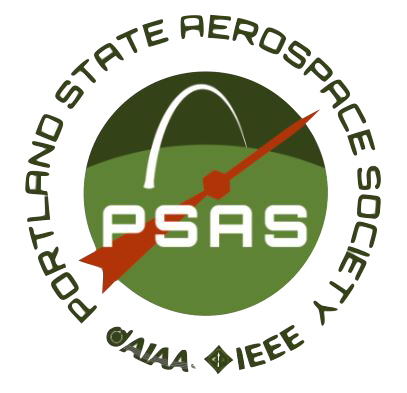 PORTLAND STATE AEROSPACE SOCIETY
PSAS
AIAA
IEEE